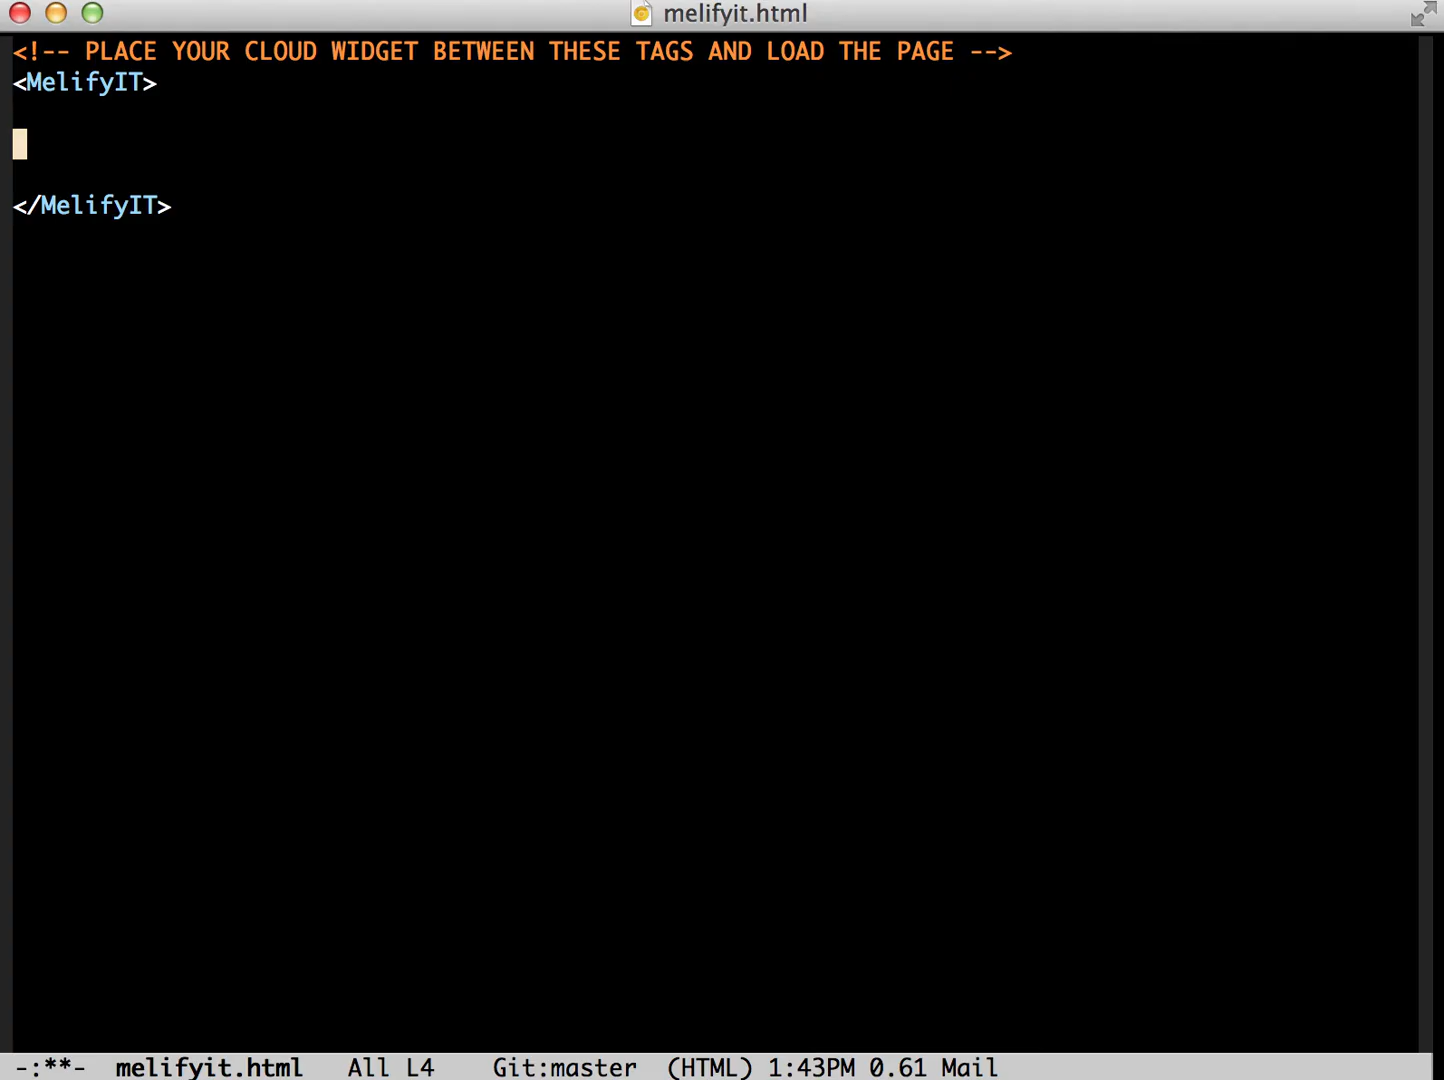 melifyit.html
<!-- PLACE YOUR CLOUD WIDGET BETWEEN THESE TAGS AND LOAD THE PAGE -->
<MelifyIT>
</MelifyIT>
-:**- melifyit.html All L4 Git:master (HTML) 1:43PM 0.61 Mail